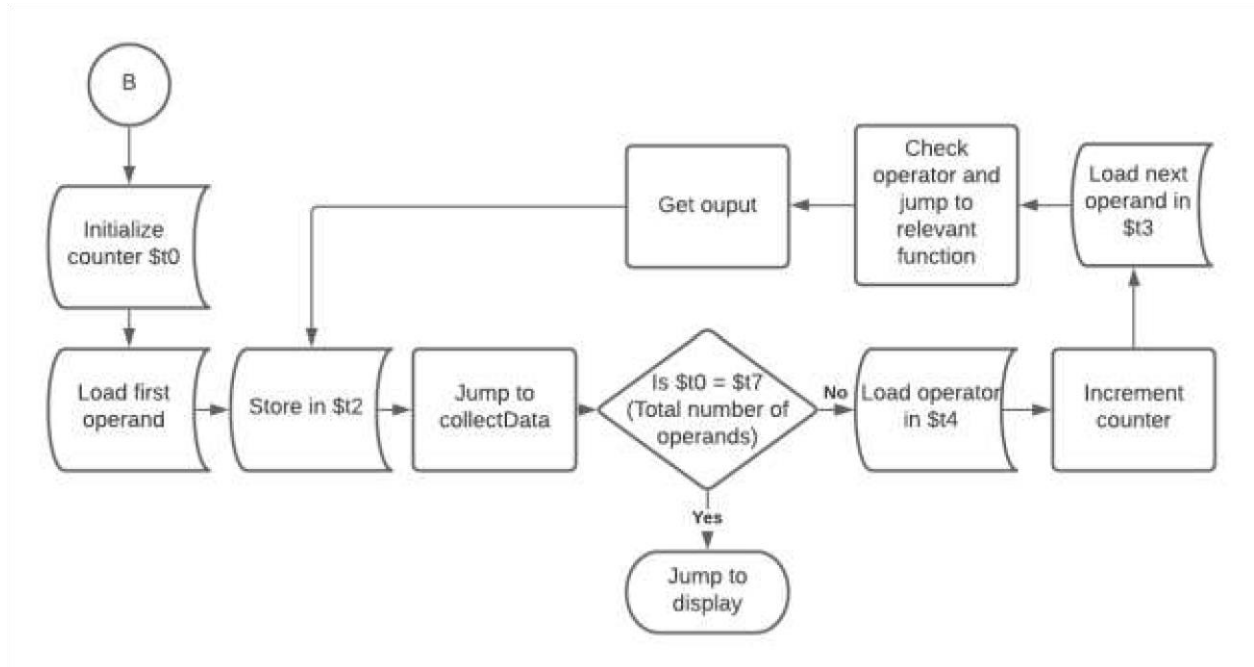 B
Initialize
counter $t0
Load first
operand
Store in $t2
Jump to
collectData
Is $t0 = $t7
(Total number of
operands)
No
Load operator
in $t4
Increment
counter
Load next
operand in
$t3
Check
operator and
jump to
relevant
function
Get ouput
Yes
Jump to
display